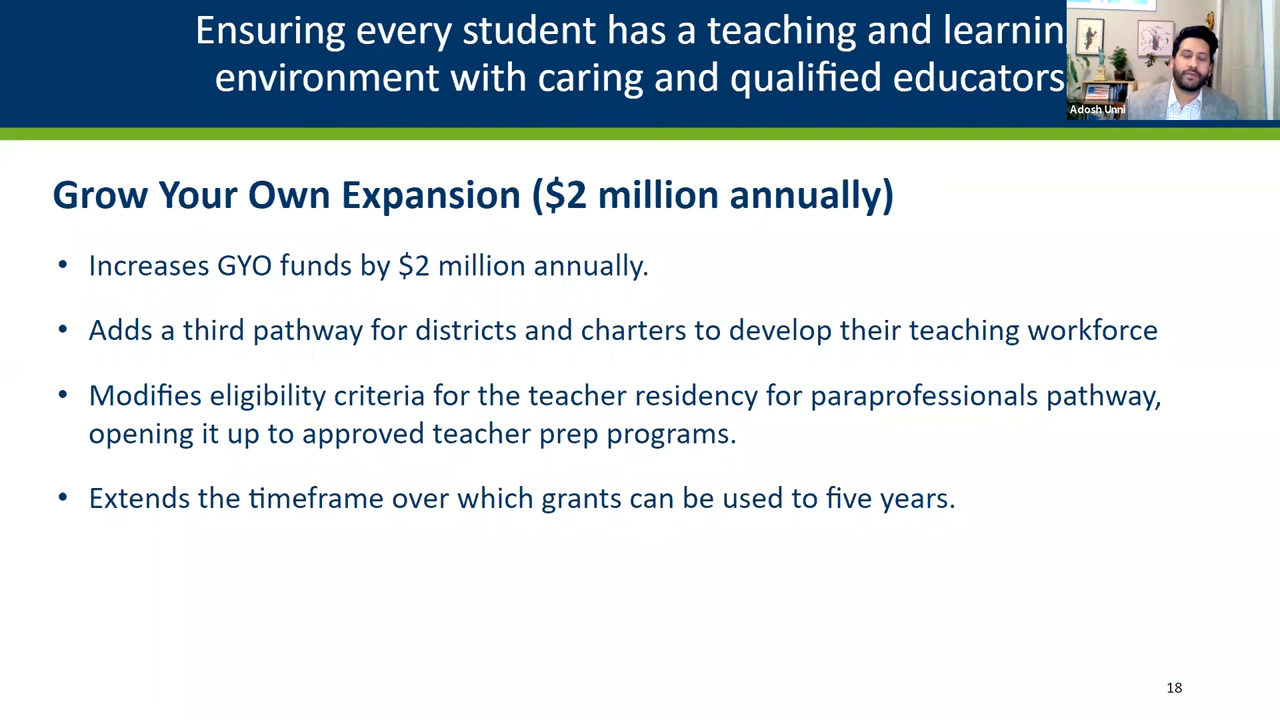 Ensuring every student has a teaching and learnin
environment with caring and qualified educators
Adosh Unni
Grow Your Own Expansion ($2 million annually)
• Increases GYO funds by $2 million annually.
• Adds a third pathway for districts and charters to develop their teaching workforce
• Modifies eligibility criteria for the teacher residency for paraprofessionals pathway,
opening it up to approved teacher prep programs.
• Extends the timeframe over which grants can be used to five years.
18